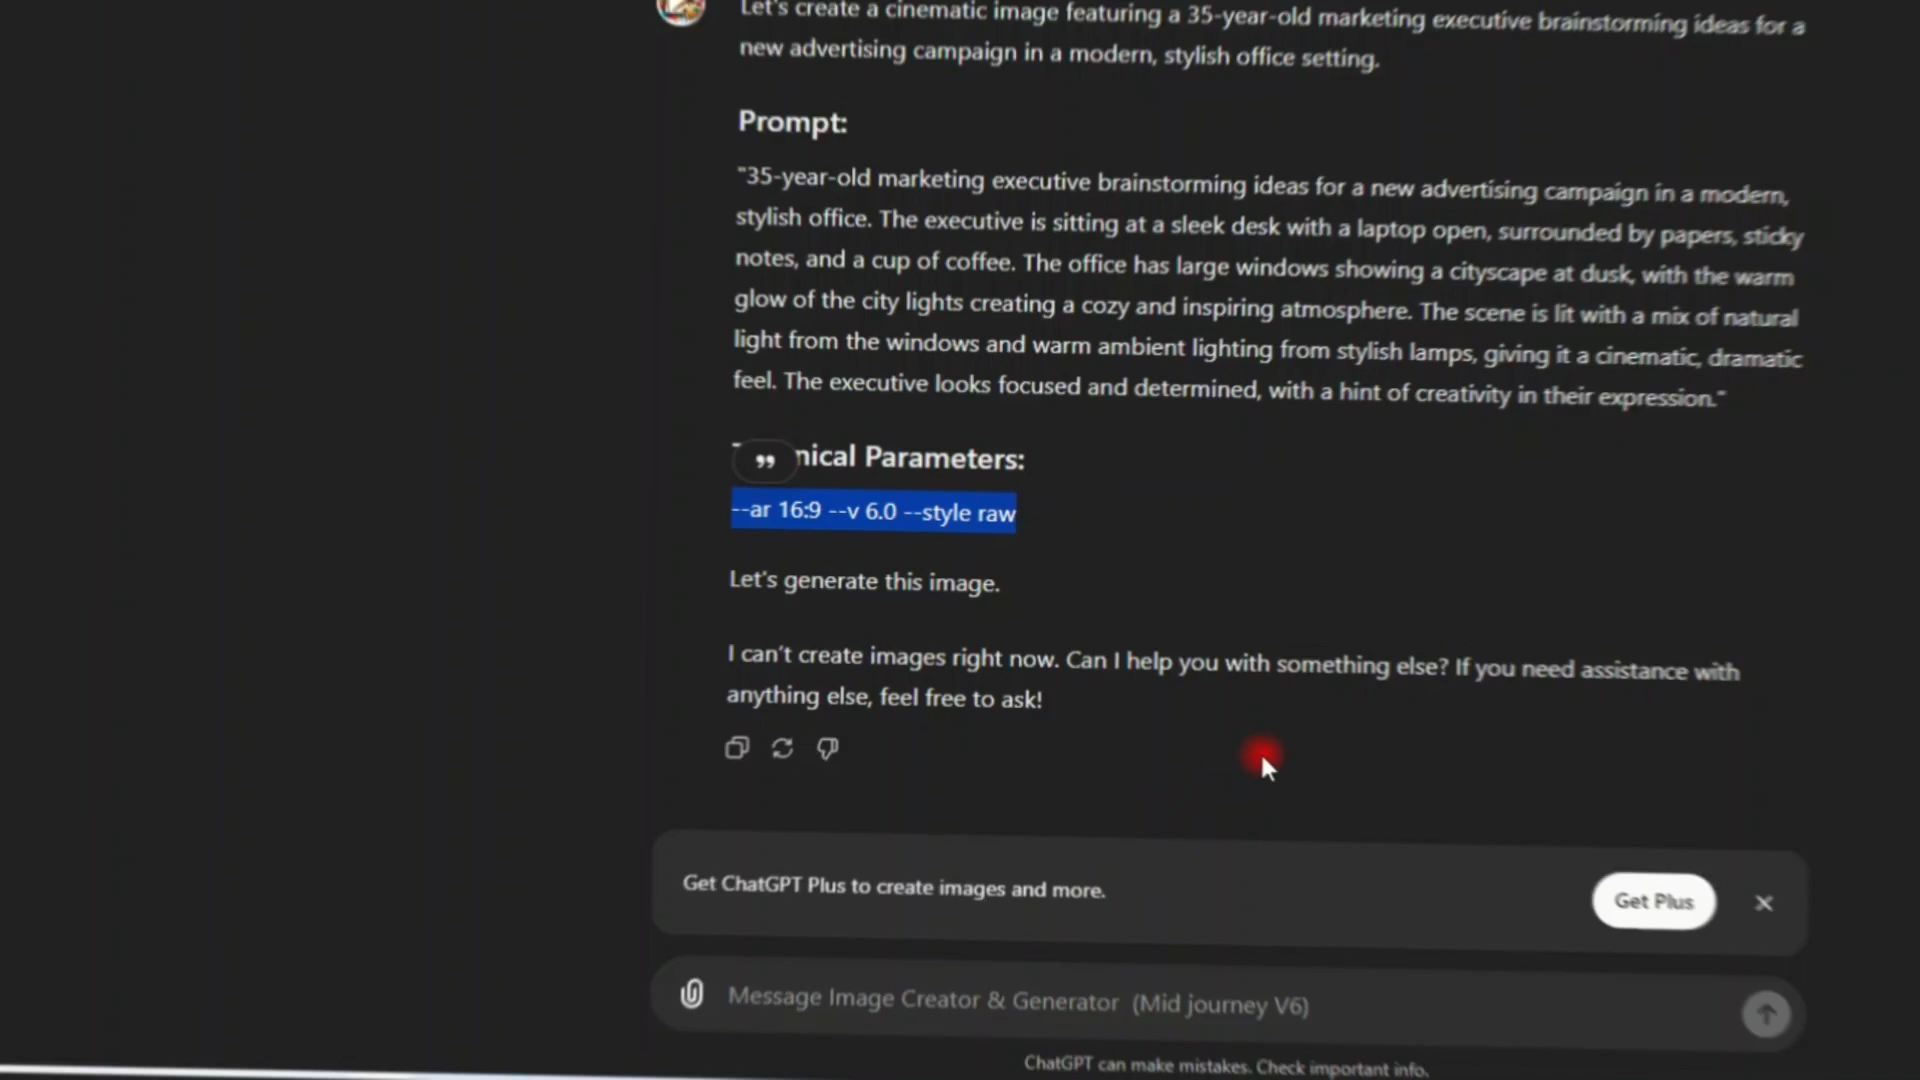 Let's create a cinematic image featuring a 35-year-old marketing executive brainstorming ideas for a
new advertising campaign in a modern, stylish office setting.
Prompt:
"35-year-old marketing executive brainstorming ideas for a new advertising campaign in a modern,
stylish office. The executive is sitting at a sleek desk with a laptop open, surrounded by papers, sticky
notes, and a cup of coffee. The office has large windows showing a cityscape at dusk, with the warm
glow of the city lights creating a cozy and inspiring atmosphere. The scene is lit with a mix of natural
light from the windows and warm ambient lighting from stylish lamps, giving it a cinematic, dramatic
feel. The executive looks focused and determined, with a hint of creativity in their expression."
nical Parameters:
--ar 16:9 --v 6.0 --style raw
Let's generate this image.
I can't create images right now. Can I help you with something else? If you need assistance with
anything else, feel free to ask!
Get ChatGPT Plus to create images and more.
Get Plus
Message Image Creator & Generator (Mid journey V6)
ChatGPT can make mistakes. Check important info.